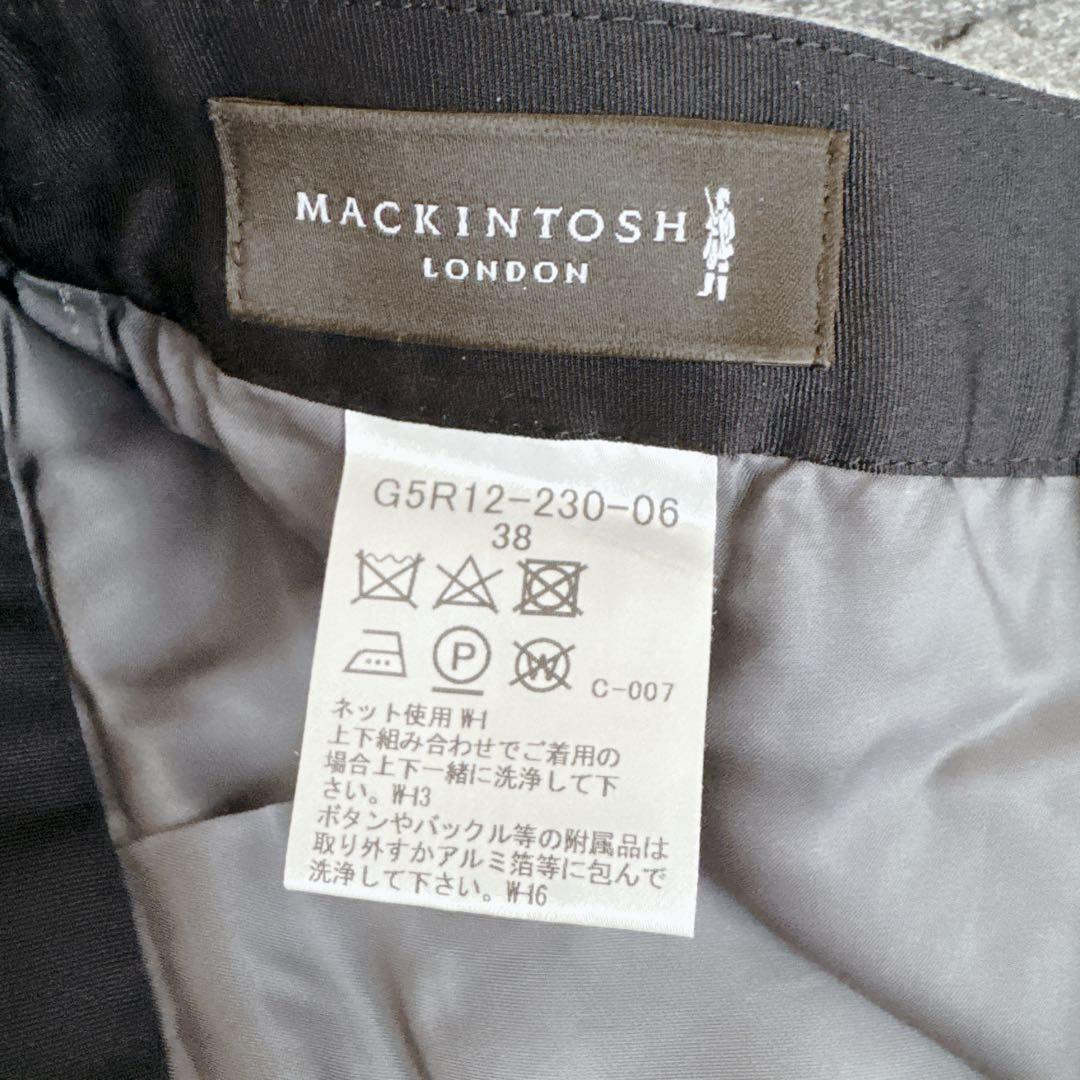 MACKINTOSH
LONDON
G5R12-230-06
38
P
W
C-007
ネット使用 W-1
上下組み合わせでご着用の
場合上下一緒に洗浄して下
さい。W-13
ボタンやバックル等の附属品は
取り外すかアルミ箔等に包んで
洗浄して下さい。W-16